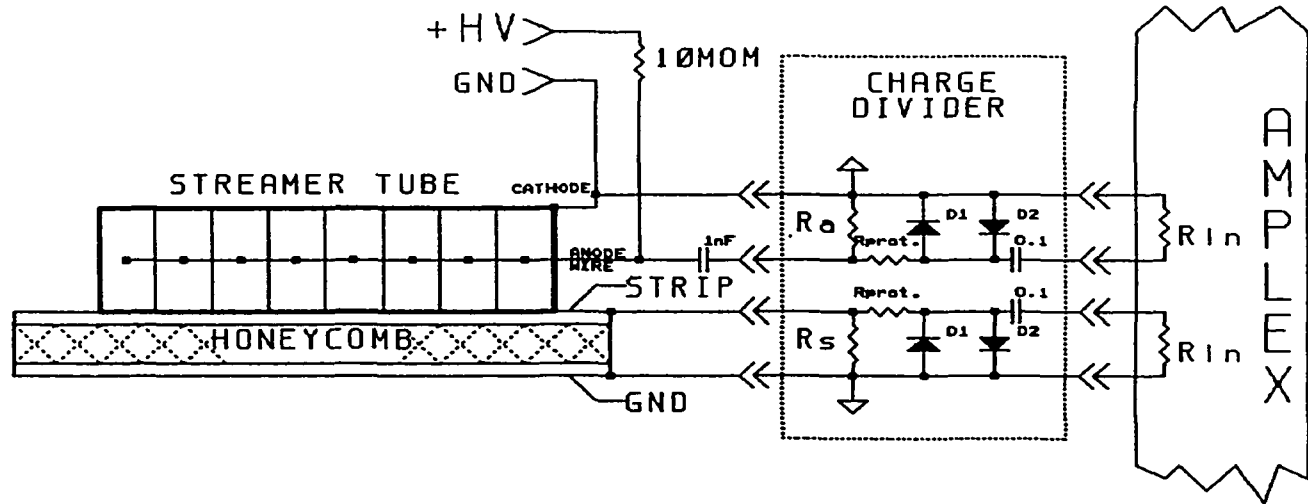 +HV
10MOM
GND
CHARGE
DIVIDER
STREAMER TUBE
CATHODE
Ra
D1
D2
Rprot.
0.1
RIn
ANODE
WIRE
1nF
STRIP
Rprot.
0.1
HONEYCOMB
Rs
D1
D2
RIn
GND
AMPLEX